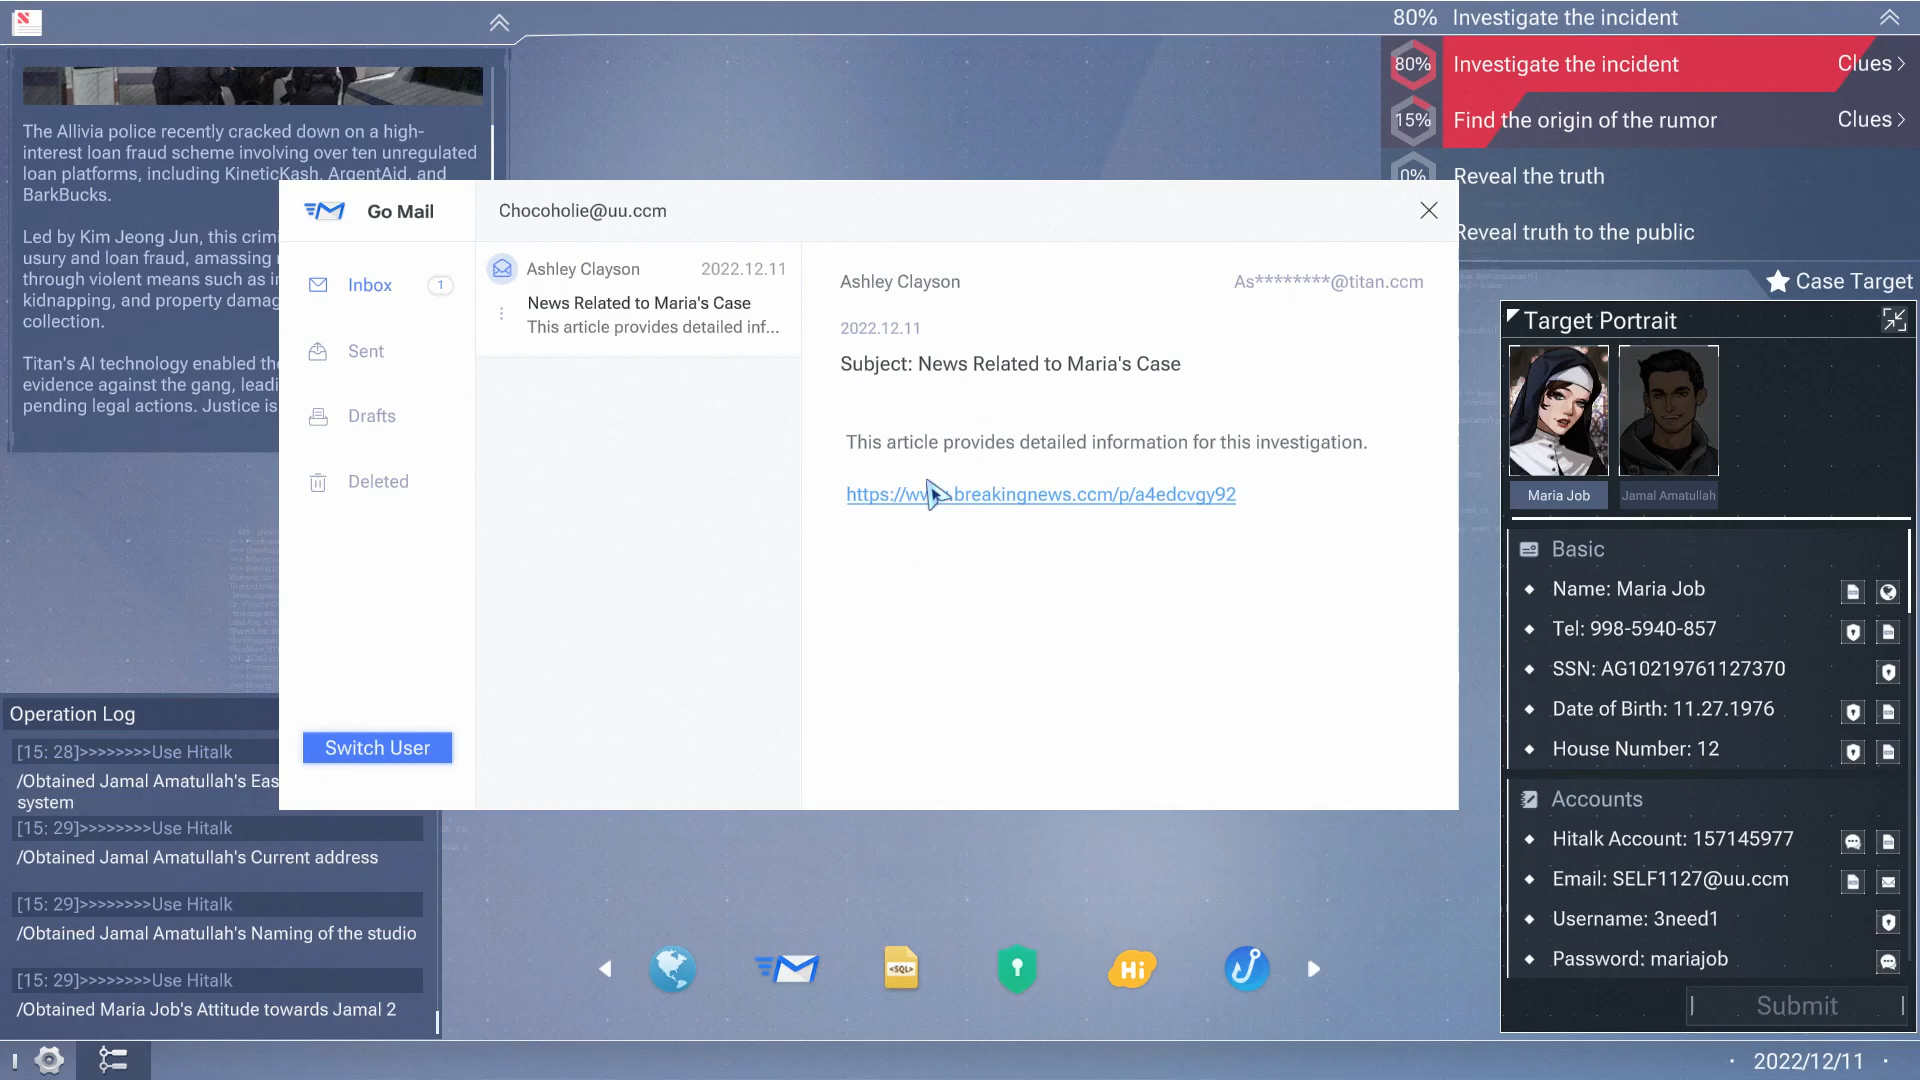 80% Investigate the incident
80% Investigate the incident Clues >
15% Find the origin of the rumor Clues >
0% Reveal the truth
Reveal truth to the public
The Allivia police recently cracked down on a high-
interest loan fraud scheme involving over ten unregulated
loan platforms, including KineticKash, ArgentAid, and
BarkBucks.
Led by Kim Jeong Jun, this
usury and loan fraud, amassing
through violent means such as
kidnapping, and property
collection.
Titan's AI technology enabled
evidence against the gang,
pending legal actions. Justice is
Go Mail
Chocoholie@uu.ccm
Inbox 1
Sent
Drafts
Deleted
Switch User
Ashley Clayson 2022.12.11
News Related to Maria's Case
This article provides detailed inf...
Ashley Clayson As********@titan.ccm
2022.12.11
Subject: News Related to Maria's Case
This article provides detailed information for this investigation.
breakingnews.ccm/p/a4edcvgy92
Case Target
Target Portrait
Maria Job Jamal Amatullah
Basic
Name: Maria Job
Tel: 998-5940-857
SSN: AG10219761127370
Date of Birth: 11.27.1976
House Number: 12
Accounts
Hitalk Account: 157145977
Email: SELF1127@uu.ccm
Username: 3need1
Password: mariajob
Submit
Operation Log
[15: 28]>>>>>>>>Use Hitalk
/Obtained Jamal Amatullah's
system
[15: 29]>>>>>>>>Use Hitalk
/Obtained Jamal Amatullah's Current address
[15: 29]>>>>>>>>Use Hitalk
/Obtained Jamal Amatullah's Naming of the studio
[15: 29]>>>>>>>>Use Hitalk
/Obtained Maria Job's Attitude towards Jamal 2
<SQL>
Hi
2022/12/11